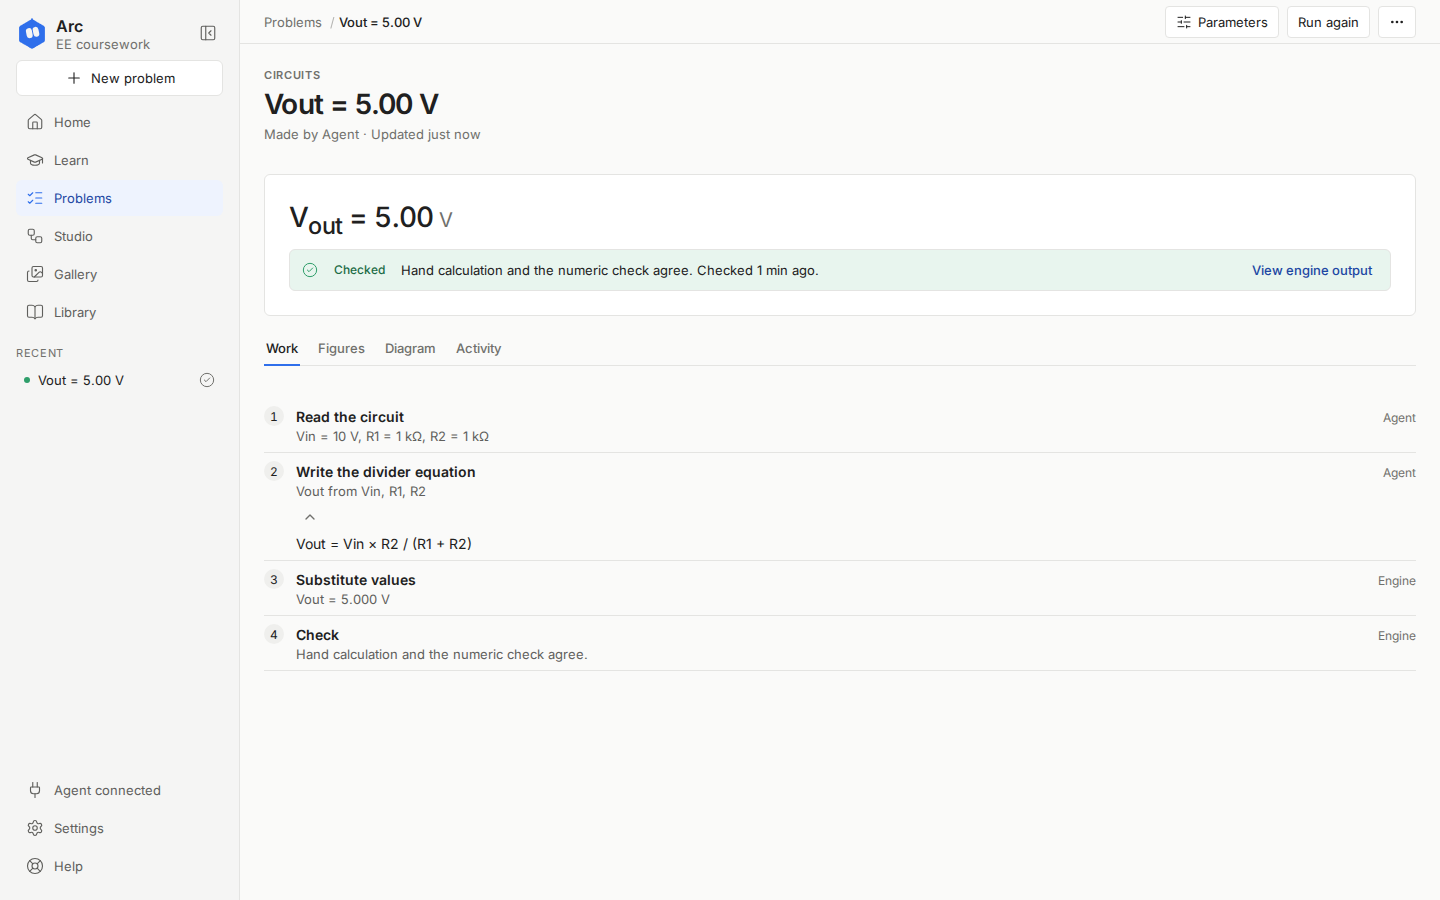 Arc
EE coursework
New problem
Home
Learn
Problems
Studio
Gallery
Library
RECENT
Vout = 5.00 V
Agent connected
Settings
Help
Problems / Vout = 5.00 V
Parameters
Run again
CIRCUITS
Vout = 5.00 V
Made by Agent · Updated just now
Vout = 5.00 V
Checked Hand calculation and the numeric check agree. Checked 1 min ago. View engine output
Work Figures Diagram Activity
1 Read the circuit Agent
Vin = 10 V, R1 = 1 kΩ, R2 = 1 kΩ
2 Write the divider equation Agent
Vout from Vin, R1, R2
Vout = Vin × R2 / (R1 + R2)
3 Substitute values Engine
Vout = 5.000 V
4 Check Engine
Hand calculation and the numeric check agree.